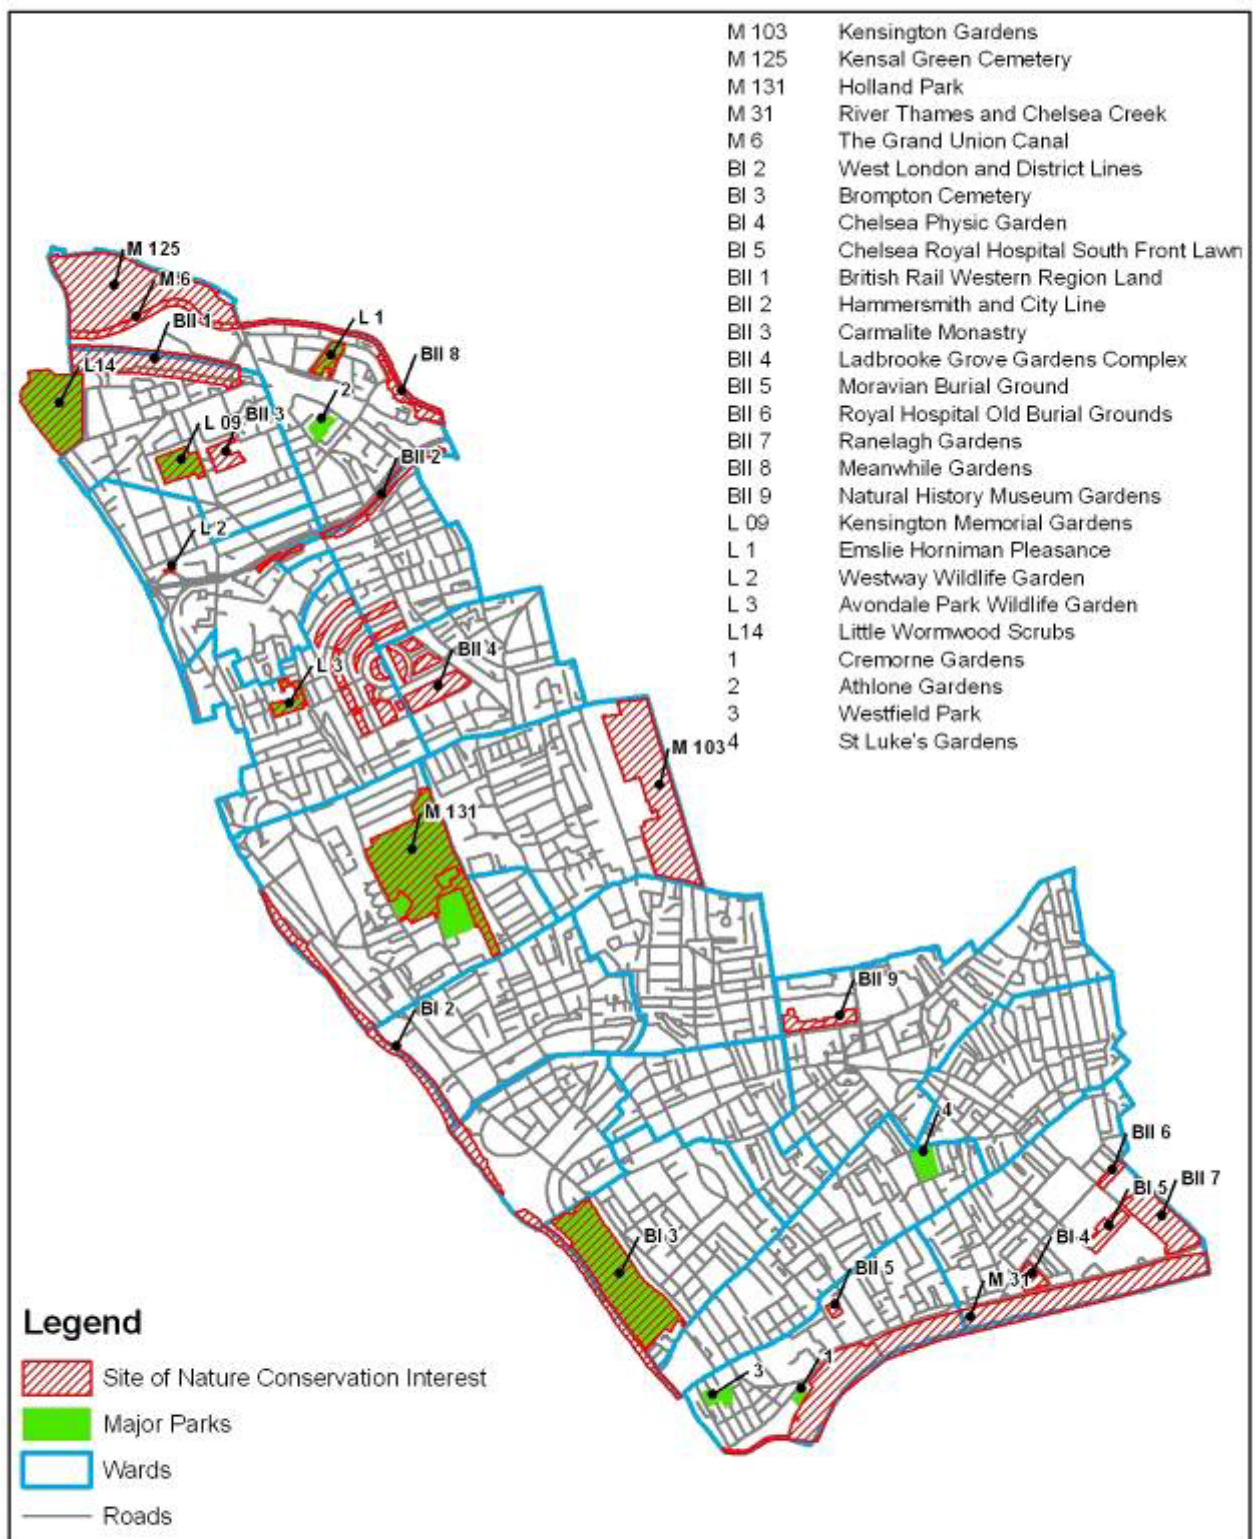 M 103 Kensington Gardens
M 125 Kensal Green Cemetery
M 131 Holland Park
M 31 River Thames and Chelsea Creek
M 6 The Grand Union Canal
BI 2 West London and District Lines
BI 3 Brompton Cemetery
BI 4 Chelsea Physic Garden
BI 5 Chelsea Royal Hospital South Front Lawn
BII 1 British Rail Western Region Land
BII 2 Hammersmith and City Line
BII 3 Carmalite Monastry
BII 4 Ladbrooke Grove Gardens Complex
BII 5 Moravian Burial Ground
BII 6 Royal Hospital Old Burial Grounds
BII 7 Ranelagh Gardens
BII 8 Meanwhile Gardens
BII 9 Natural History Museum Gardens
L 09 Kensington Memorial Gardens
L 1 Emslie Horniman Pleasance
L 2 Westway Wildlife Garden
L 3 Avondale Park Wildlife Garden
L14 Little Wormwood Scrubs
1 Cremorne Gardens
2 Athlone Gardens
3 Westfield Park
4 St Luke's Gardens
M 125
M 6
BII 1
L 1
BII 8
L14
2
L 09
BII 3
BII 2
L 2
BII 4
L 3
M 103
M 131
BII 9
BI 2
4
BII 6
BI 5
BII 7
BI 3
BI 4
BII 5
M 31
1
3
Legend
Site of Nature Conservation Interest
Major Parks
Wards
Roads